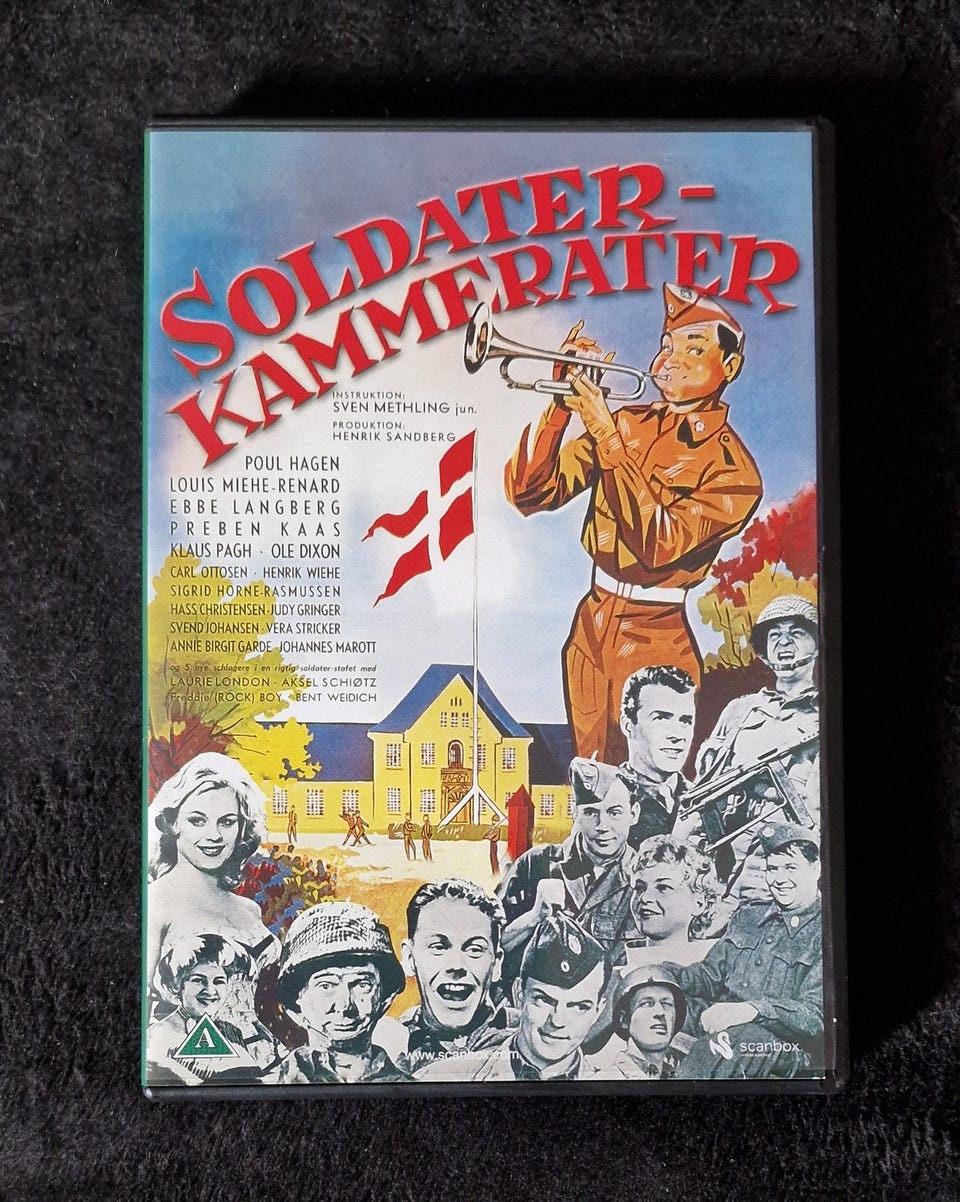 SOLDATER-
KAMMERATER
INSTRUKTION:
SVEN METHLING jun.
PRODUKTION:
HENRIK SANDBERG
POUL HAGEN
LOUIS MIEHE-RENARD
EBBE LANGBERG
PREBEN KAAS
KLAUS PAGH · OLE DIXON
CARL OTTOSEN · HENRIK WIEHE
SIGRID HORNE-RASMUSSEN
HASS CHRISTENSEN · JUDY GRINGER
SVEND JOHANSEN · VERA STRICKER
ANNIE BIRGIT GARDE · JOHANNES MAROTT
og 5 nye schlagere i en rigtig soldater-stafet med
LAURIE LONDON · AKSEL SCHIØTZ
Freddie (ROCK) BOY · BENT WEIDICH
A
www.scanbox.com
scanbox